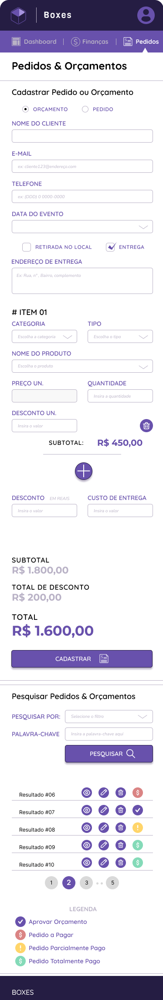 Boxes
Dashboard | Finanças | Pedidos
Pedidos & Orçamentos
Cadastrar Pedido ou Orçamento
ORÇAMENTO PEDIDO
NOME DO CLIENTE
E-MAIL
ex: cliente123@endereço.com
TELEFONE
ex: (DDD) 0 0000-0000
DATA DO EVENTO
RETIRADA NO LOCAL ENTREGA
ENDEREÇO DE ENTREGA
Ex: Rua, nº , Bairro, complemento
# ITEM 01
CATEGORIA TIPO
Escolha a categoria Escolha o tipo
NOME DO PRODUTO
Escolha o produto
PREÇO UN. QUANTIDADE
Insira a quantidade
DESCONTO UN.
Insira o valor
SUBTOTAL: R$ 450,00
DESCONTO EM REAIS CUSTO DE ENTREGA
Insira o valor Insira o valor
SUBTOTAL
R$ 1.800,00
TOTAL DE DESCONTO
R$ 200,00
TOTAL
R$ 1.600,00
CADASTRAR
Pesquisar Pedidos & Orçamentos
PESQUISAR POR: Selecione o filtro
PALAVRA-CHAVE Insira a palavra-chave aqui
PESQUISAR
Resultado #06
Resultado #07
Resultado #08
Resultado #09
Resultado #10
1 2 3 5
LEGENDA
Aprovar Orçamento
Pedido a Pagar
Pedido Parcialmente Pago
Pedido Totalmente Pago
BOXES